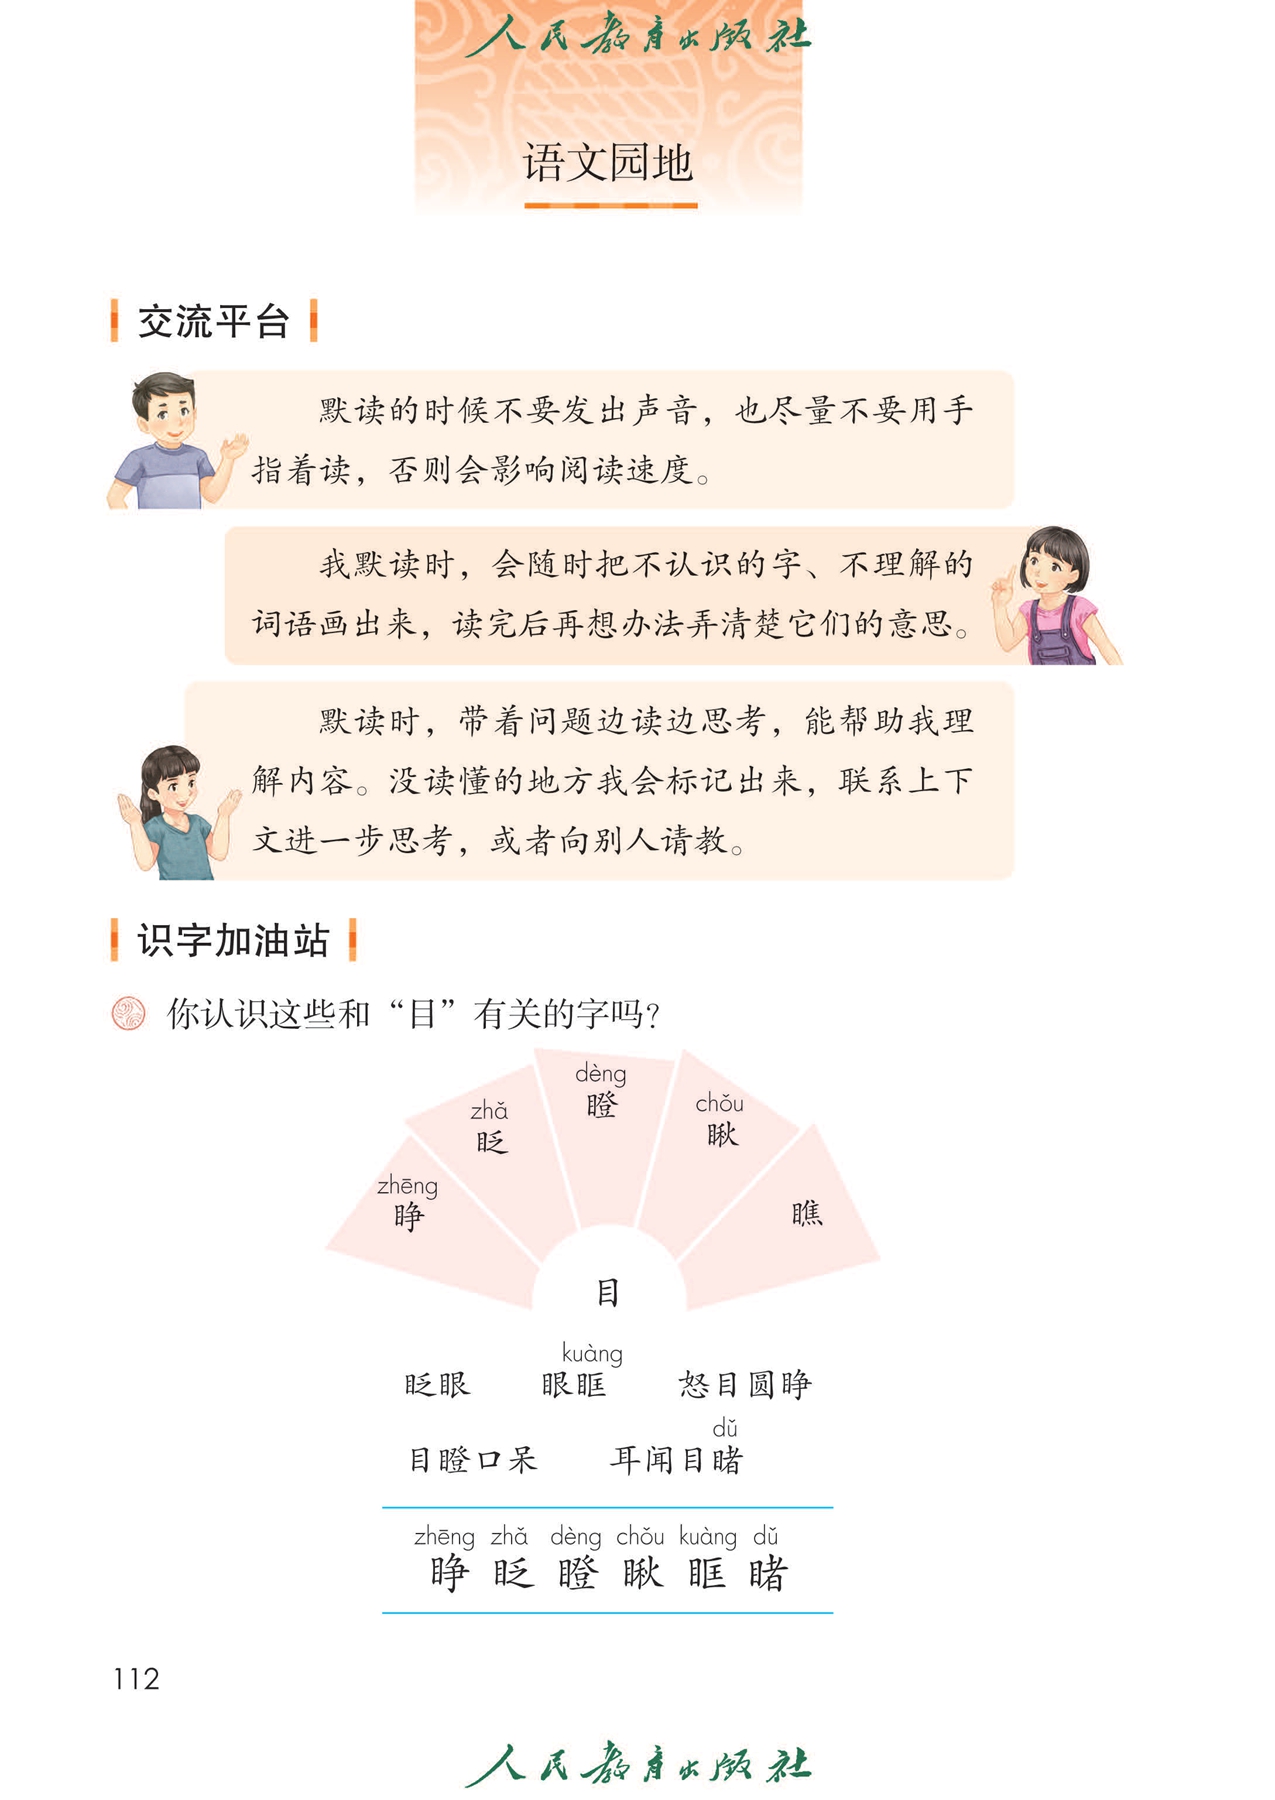 人民教育出版社
语文园地
交流平台
默读的时候不要发出声音，也尽量不要用手
指着读，否则会影响阅读速度。
我默读时，会随时把不认识的字、不理解的
词语画出来，读完后再想办法弄清楚它们的意思。
默读时，带着问题边读边思考，能帮助我理
解内容。没读懂的地方我会标记出来，联系上下
文进一步思考，或者向别人请教。
识字加油站
你认识这些和“目”有关的字吗？
zhēng
睁
zhǎ
眨
dèng
瞪
chǒu
瞅
瞧
目
kuàng
眨眼 眼眶 怒目圆睁
dǔ
目瞪口呆 耳闻目睹
zhēng zhǎ dèng chǒu kuàng dǔ
睁 眨 瞪 瞅 眶 睹
112
人民教育出版社